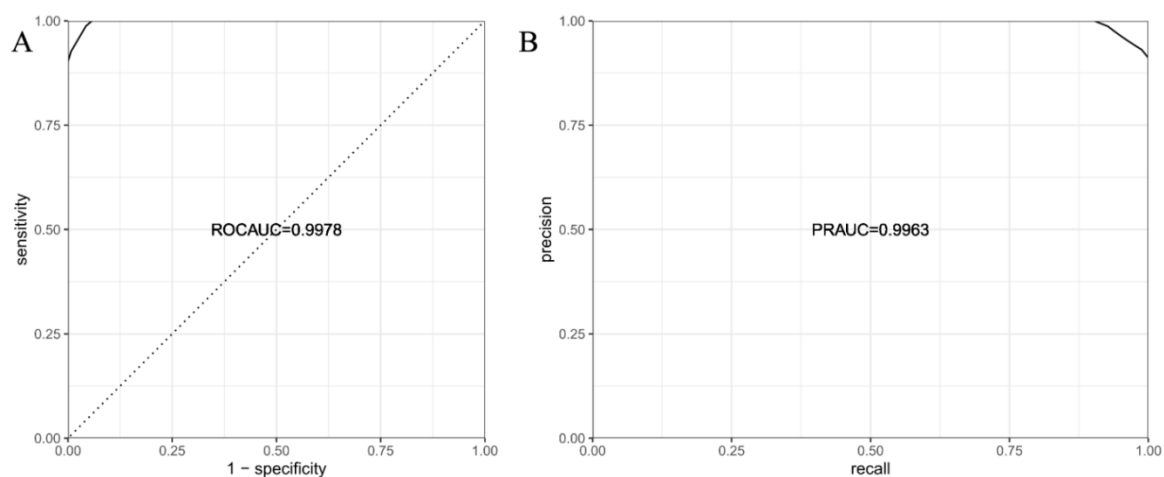 A
1.00
0.75
0.50
0.25
0.00
sensitivity
ROCAUC=0.9978
0.00 0.25 0.50 0.75 1.00
1 − specificity
B
1.00
0.75
0.50
0.25
0.00
precision
PRAUC=0.9963
0.00 0.25 0.50 0.75 1.00
recall